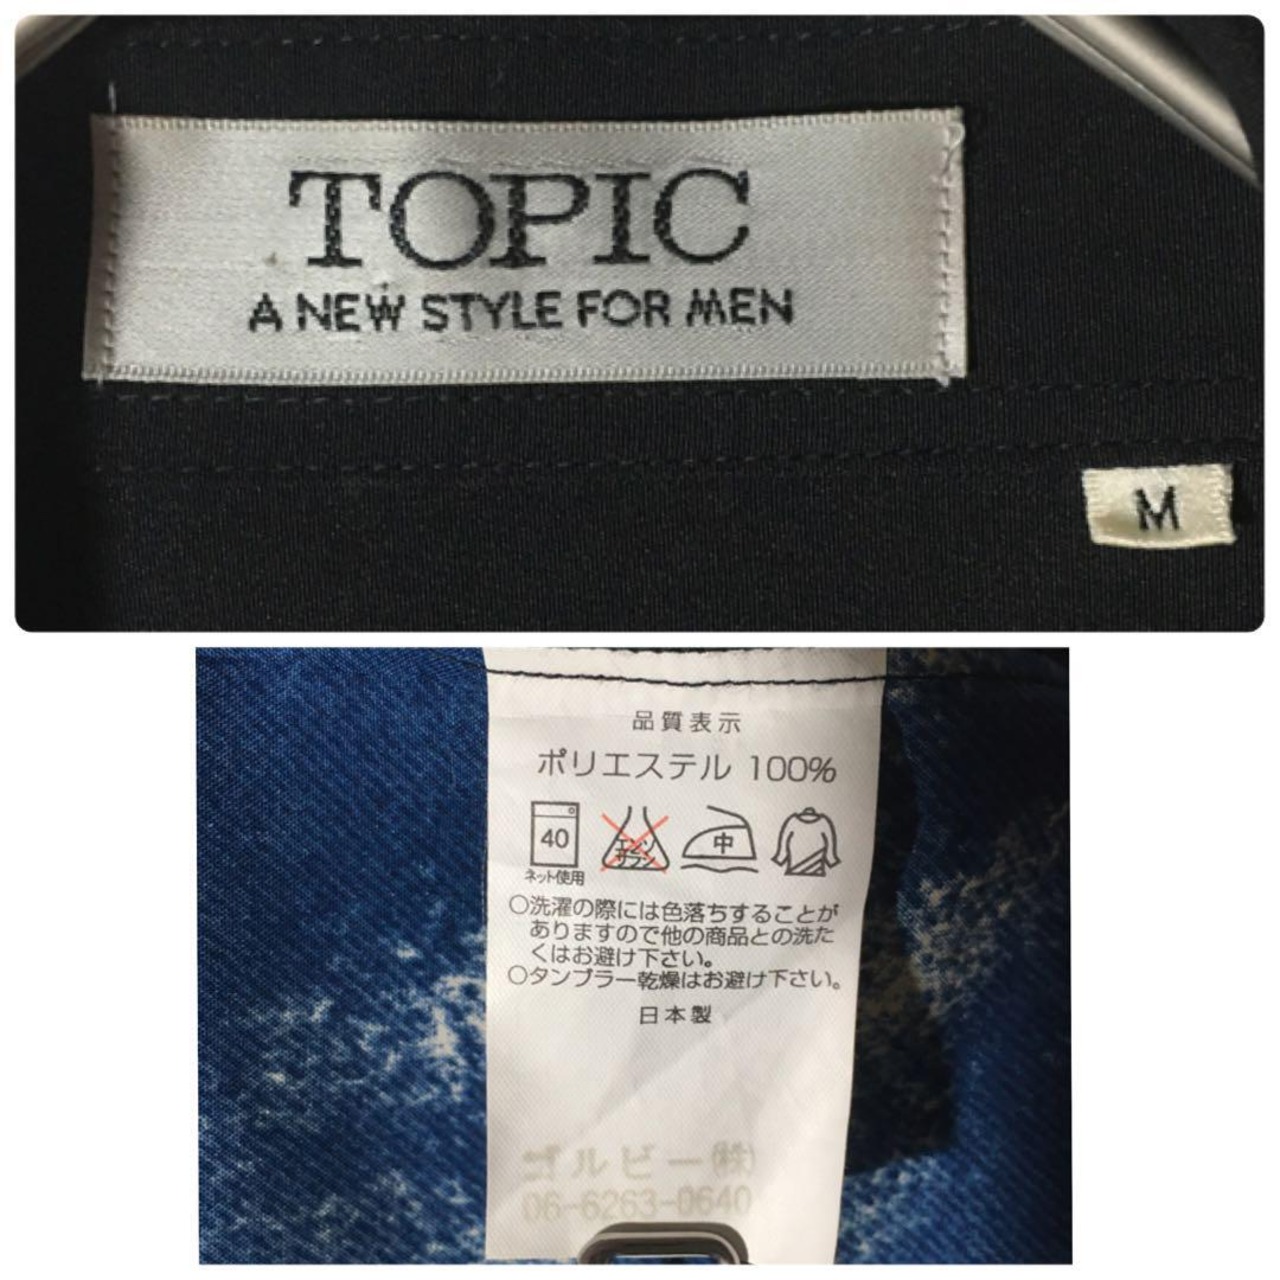 TOPIC
A NEW STYLE FOR MEN
M
品質表示
ポリエステル 100%
40
エンソ
中
ネット使用
○洗濯の際には色落ちすることが
ありますので他の商品との洗た
くはお避け下さい。
○タンブラー乾燥はお避け下さい。
日本製
ゴルビー(株)
06-6263-0640